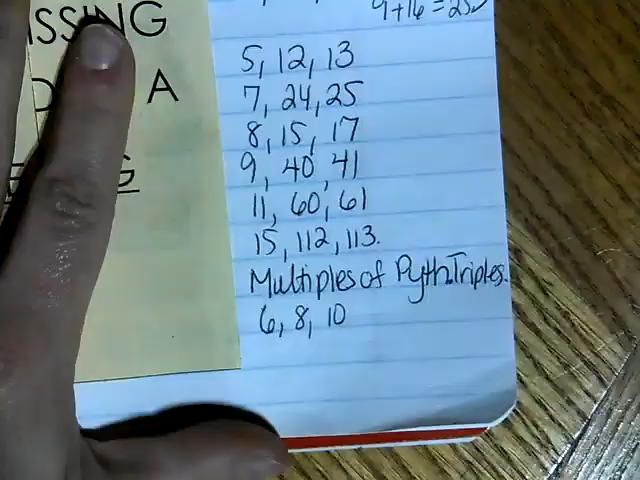 9+16=25✓
ISSING
A
G
5, 12, 13
7, 24, 25
8, 15, 17
9, 40, 41
11, 60, 61
15, 112, 113.
Multiples of Pyth. Triples.
6, 8, 10